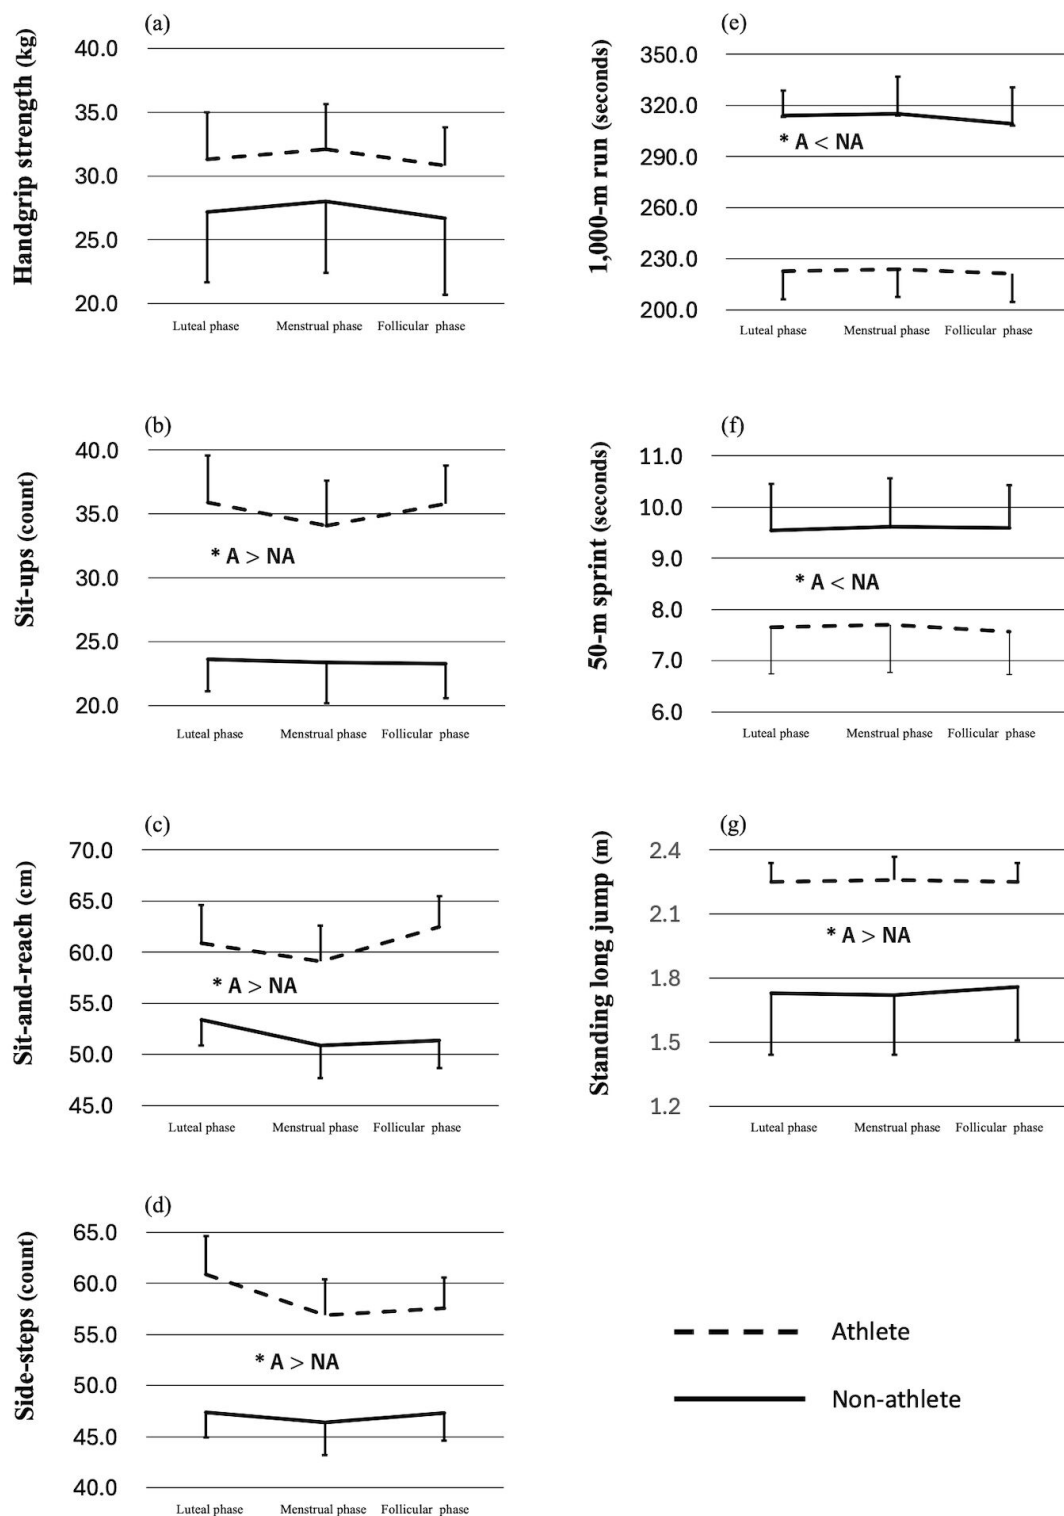 (a)
Handgrip strength (kg)
40.0
35.0
30.0
25.0
20.0
Luteal phase Menstrual phase Follicular phase
(b)
Sit-ups (count)
40.0
35.0
* A > NA
30.0
25.0
20.0
Luteal phase Menstrual phase Follicular phase
(c)
Sit-and-reach (cm)
70.0
65.0
60.0
* A > NA
55.0
50.0
45.0
Luteal phase Menstrual phase Follicular phase
(d)
Side-steps (count)
65.0
60.0
55.0
* A > NA
50.0
45.0
40.0
Luteal phase Menstrual phase Follicular phase
(e)
1,000-m run (seconds)
350.0
320.0
* A < NA
290.0
260.0
230.0
200.0
Luteal phase Menstrual phase Follicular phase
(f)
50-m sprint (seconds)
11.0
10.0
9.0
* A < NA
8.0
7.0
6.0
Luteal phase Menstrual phase Follicular phase
(g)
Standing long jump (m)
2.4
2.1
* A > NA
1.8
1.5
1.2
Luteal phase Menstrual phase Follicular phase
Athlete
Non-athlete